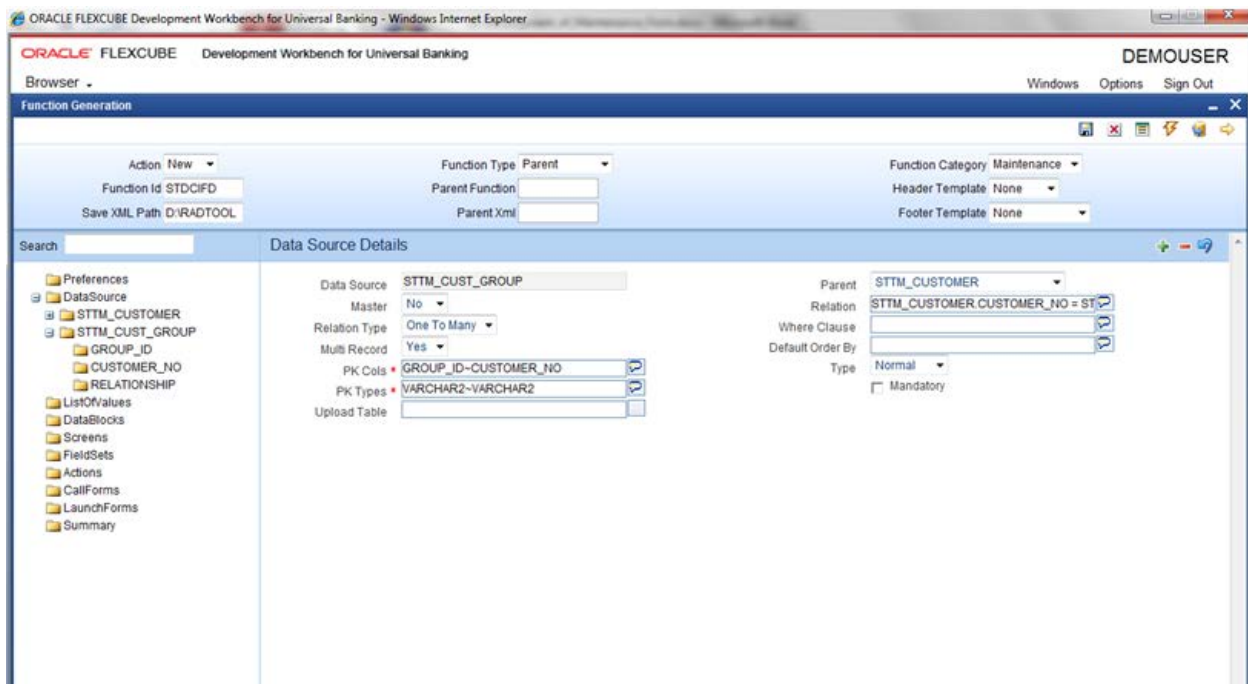 ORACLE FLEXCUBE Development Workbench for Universal Banking - Windows Internet Explorer
ORACLE FLEXCUBE Development Workbench for Universal Banking
DEMOUSER
Browser
Windows Options Sign Out
Function Generation
Action New Function Type Parent Function Category Maintenance
Function Id STDCIFD Parent Function Header Template None
Save XML Path D:\RADTOOL Parent Xml Footer Template None
Search
Data Source Details
Preferences
DataSource
STTM_CUSTOMER
STTM_CUST_GROUP
GROUP_ID
CUSTOMER_NO
RELATIONSHIP
ListOfValues
DataBlocks
Screens
FieldSets
Actions
CallForms
LaunchForms
Summary
Data Source STTM_CUST_GROUP Parent STTM_CUSTOMER
Master No Relation STTM_CUSTOMER.CUSTOMER_NO = ST
Relation Type One To Many Where Clause
Multi Record Yes Default Order By
PK Cols * GROUP_ID~CUSTOMER_NO Type Normal
PK Types * VARCHAR2~VARCHAR2 Mandatory
Upload Table